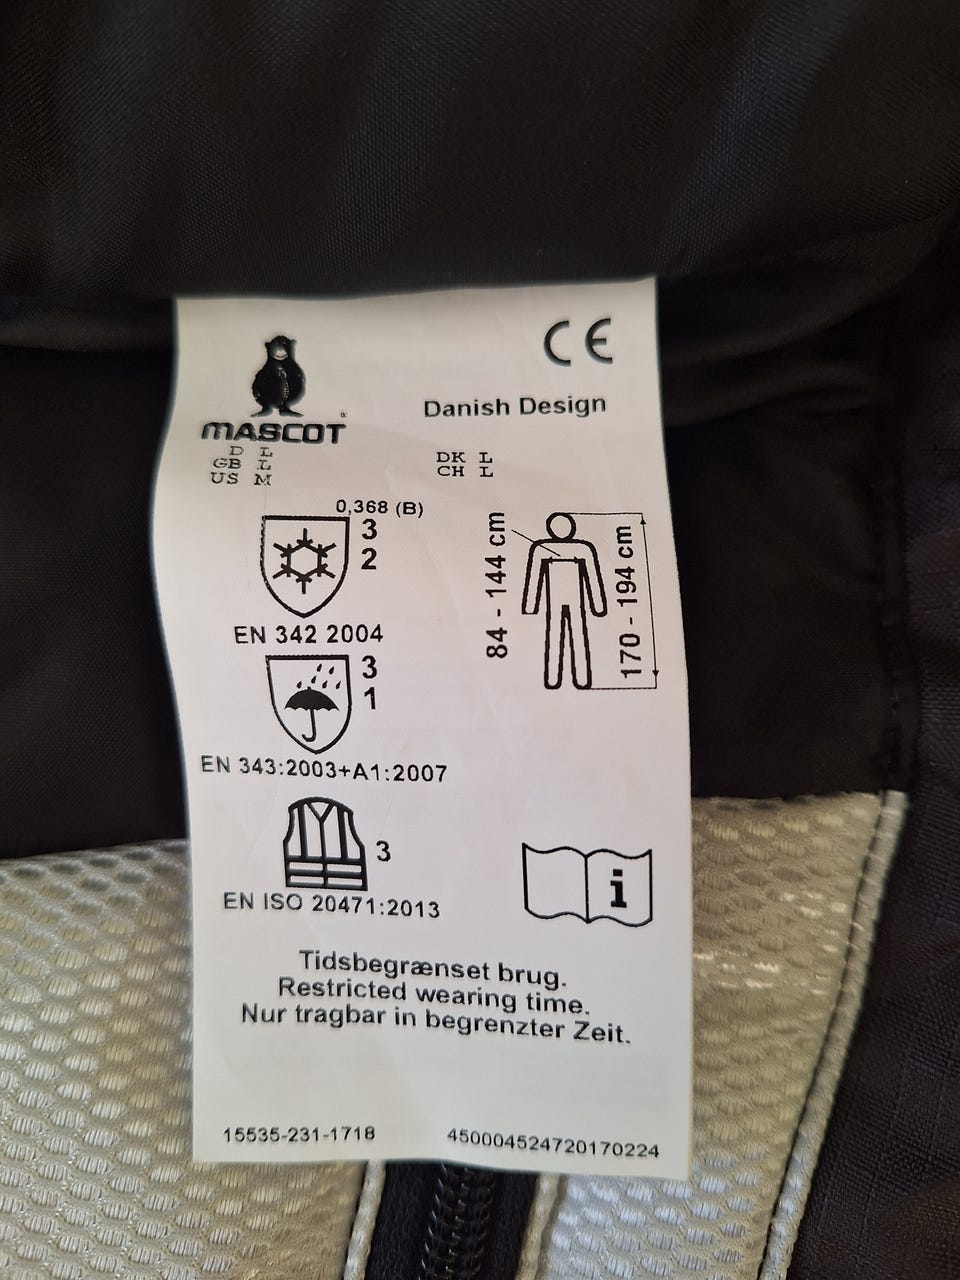 CE
Danish Design
MASCOT®
D L
GB L
US M
DK L
CH L
0,368 (B)
3
2
EN 342 2004
84 - 144 cm
170 - 194 cm
3
1
EN 343:2003+A1:2007
3
EN ISO 20471:2013
i
Tidsbegrænset brug.
Restricted wearing time.
Nur tragbar in begrenzter Zeit.
15535-231-1718
450004524720170224